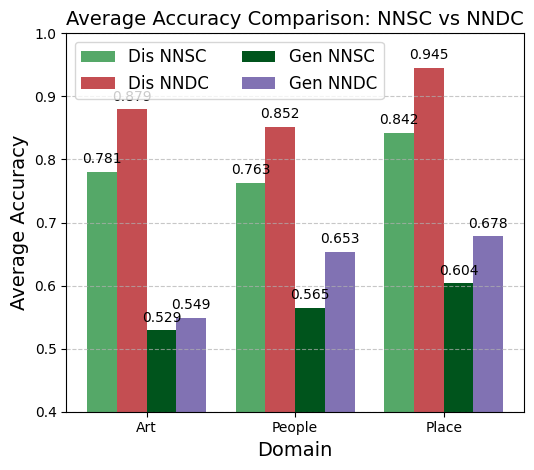 Average Accuracy Comparison: NNSC vs NNDC
Dis NNSC
Dis NNDC
Gen NNSC
Gen NNDC
Average Accuracy
1.0
0.9
0.8
0.7
0.6
0.5
0.4
0.781
0.879
0.529
0.549
0.763
0.852
0.565
0.653
0.842
0.945
0.604
0.678
Art
People
Place
Domain